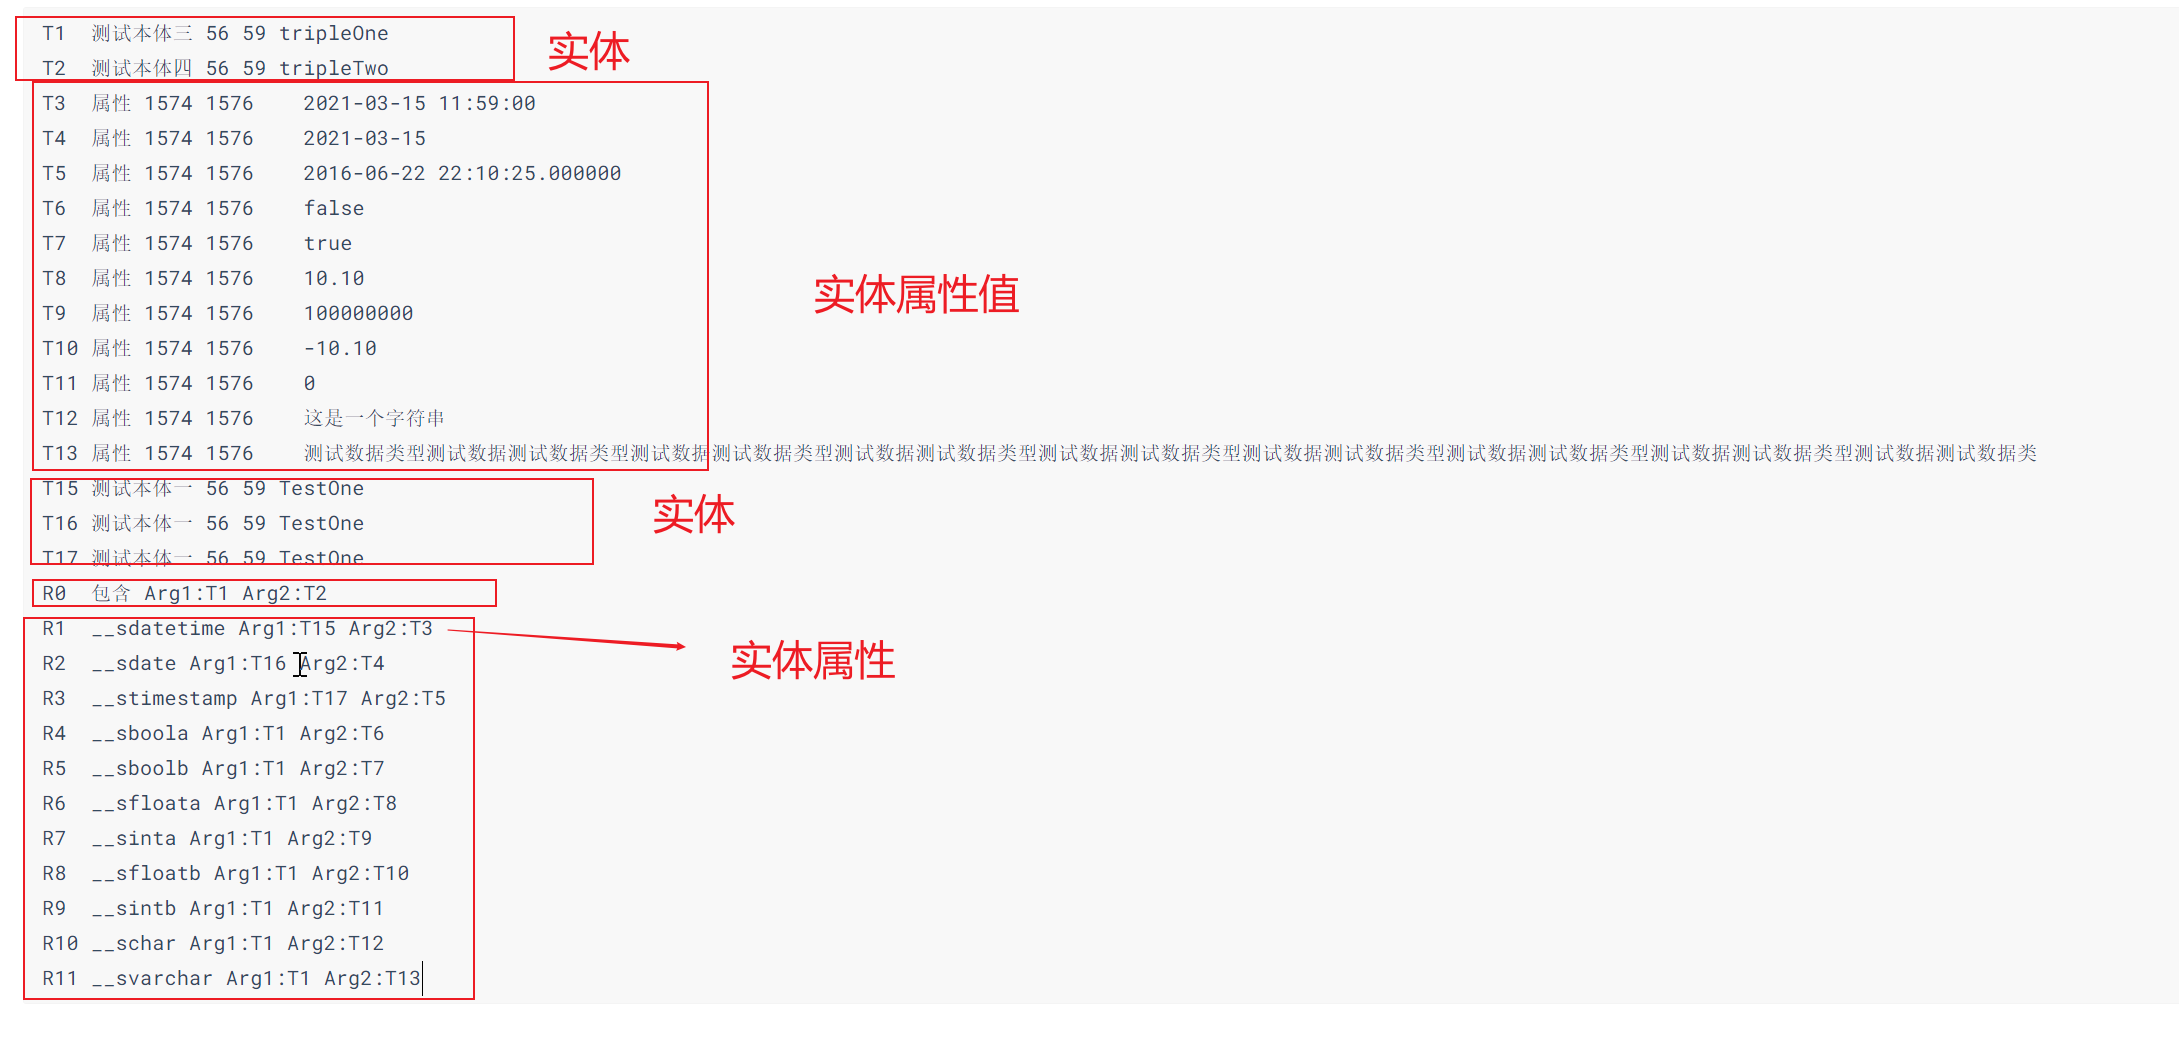 T1 测试本体三 56 59 tripleOne
T2 测试本体四 56 59 tripleTwo
实体
T3 属性 1574 1576 2021-03-15 11:59:00
T4 属性 1574 1576 2021-03-15
T5 属性 1574 1576 2016-06-22 22:10:25.000000
T6 属性 1574 1576 false
T7 属性 1574 1576 true
T8 属性 1574 1576 10.10
实体属性值
T9 属性 1574 1576 100000000
T10 属性 1574 1576 -10.10
T11 属性 1574 1576 0
T12 属性 1574 1576 这是一个字符串
T13 属性 1574 1576 测试数据类型测试数据测试数据类型测试数据测试数据类型测试数据测试数据类型测试数据测试数据类型测试数据测试数据类型测试数据测试数据类型测试数据测试数据类型测试数据测试数据类
T15 测试本体一 56 59 TestOne
T16 测试本体一 56 59 TestOne
实体
T17 测试本体一 56 59 TestOne
R0 包含 Arg1:T1 Arg2:T2
R1 __sdatetime Arg1:T15 Arg2:T3
R2 __sdate Arg1:T16 Arg2:T4
实体属性
R3 __stimestamp Arg1:T17 Arg2:T5
R4 __sboola Arg1:T1 Arg2:T6
R5 __sboolb Arg1:T1 Arg2:T7
R6 __sfloata Arg1:T1 Arg2:T8
R7 __sinta Arg1:T1 Arg2:T9
R8 __sfloatb Arg1:T1 Arg2:T10
R9 __sintb Arg1:T1 Arg2:T11
R10 __schar Arg1:T1 Arg2:T12
R11 __svarchar Arg1:T1 Arg2:T13